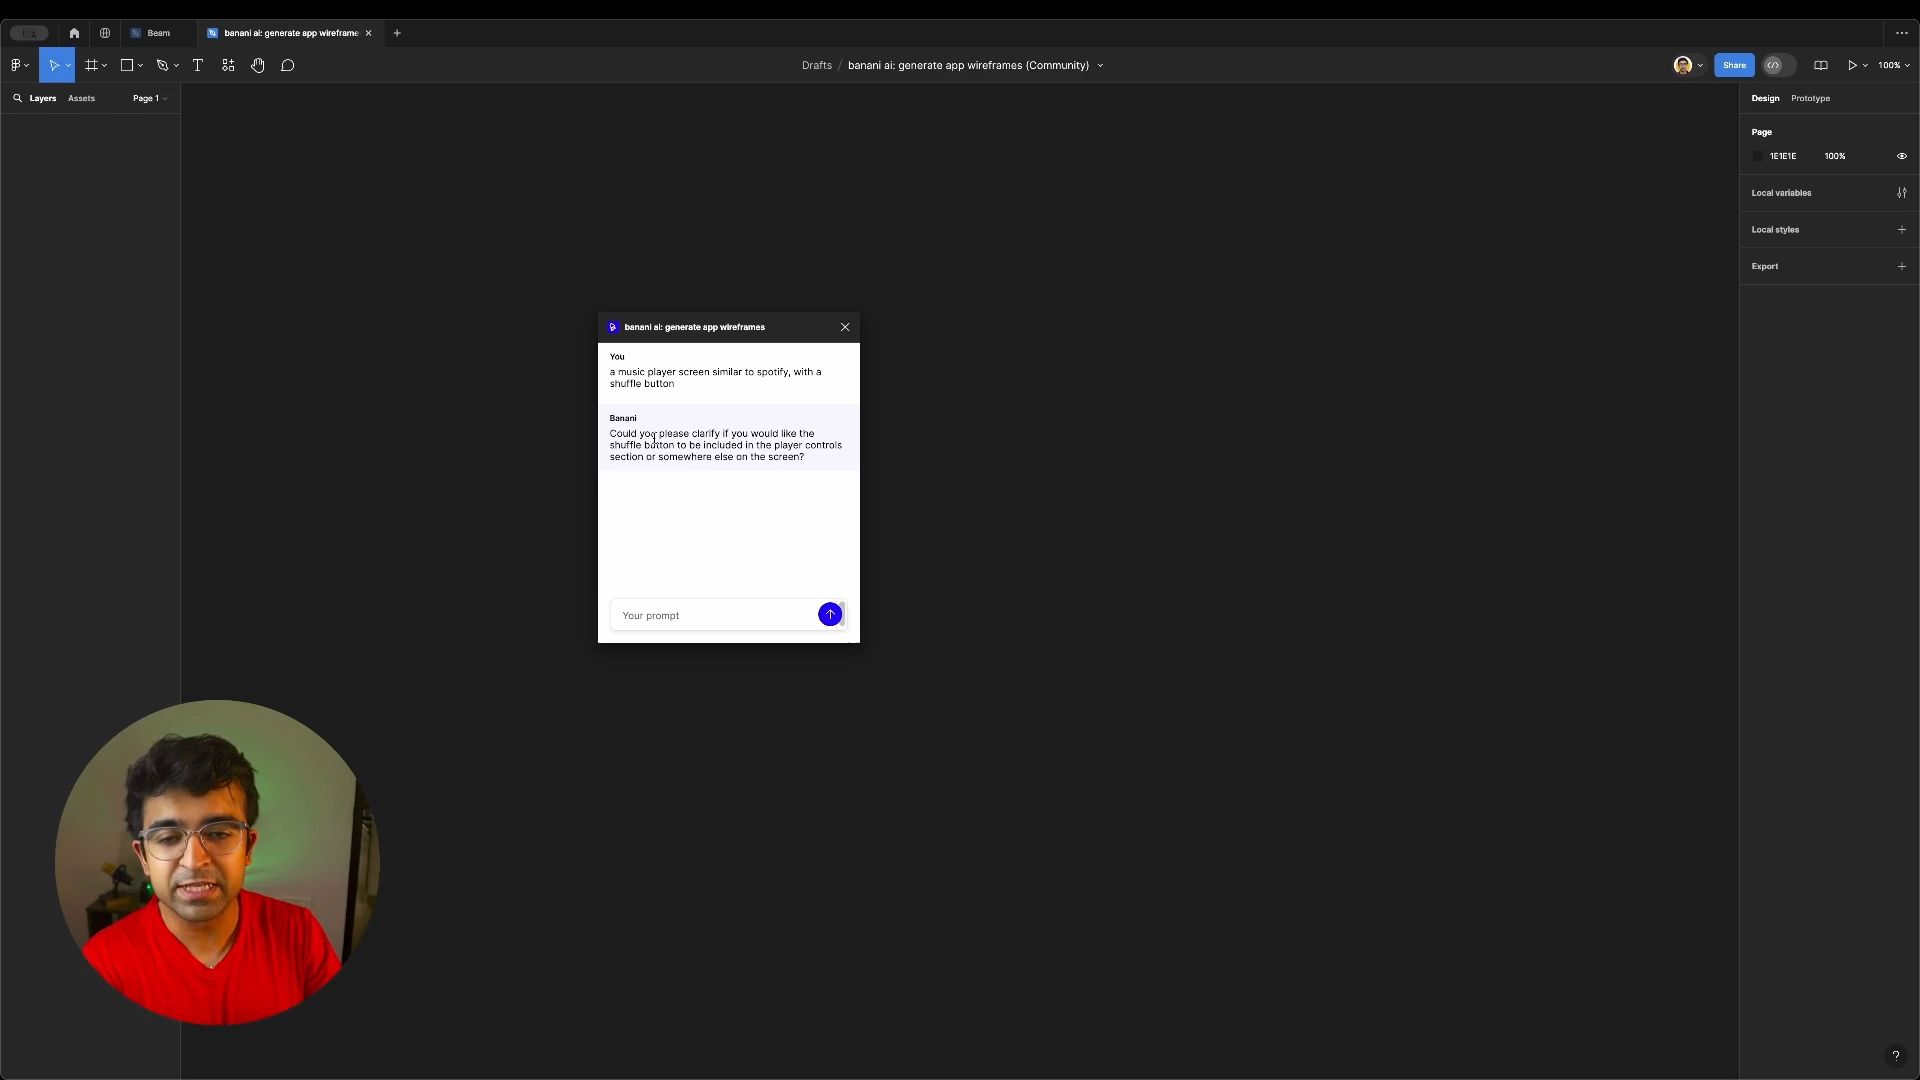 Beam
banani ai: generate app wireframe
Drafts / banani ai: generate app wireframes (Community)
Share
100%
Layers
Assets
Page 1
Design
Prototype
Page
1E1E1E
100%
Local variables
Local styles
Export
banani ai: generate app wireframes
You
a music player screen similar to spotify, with a
shuffle button
Banani
Could you please clarify if you would like the
shuffle button to be included in the player controls
section or somewhere else on the screen?
Your prompt
?